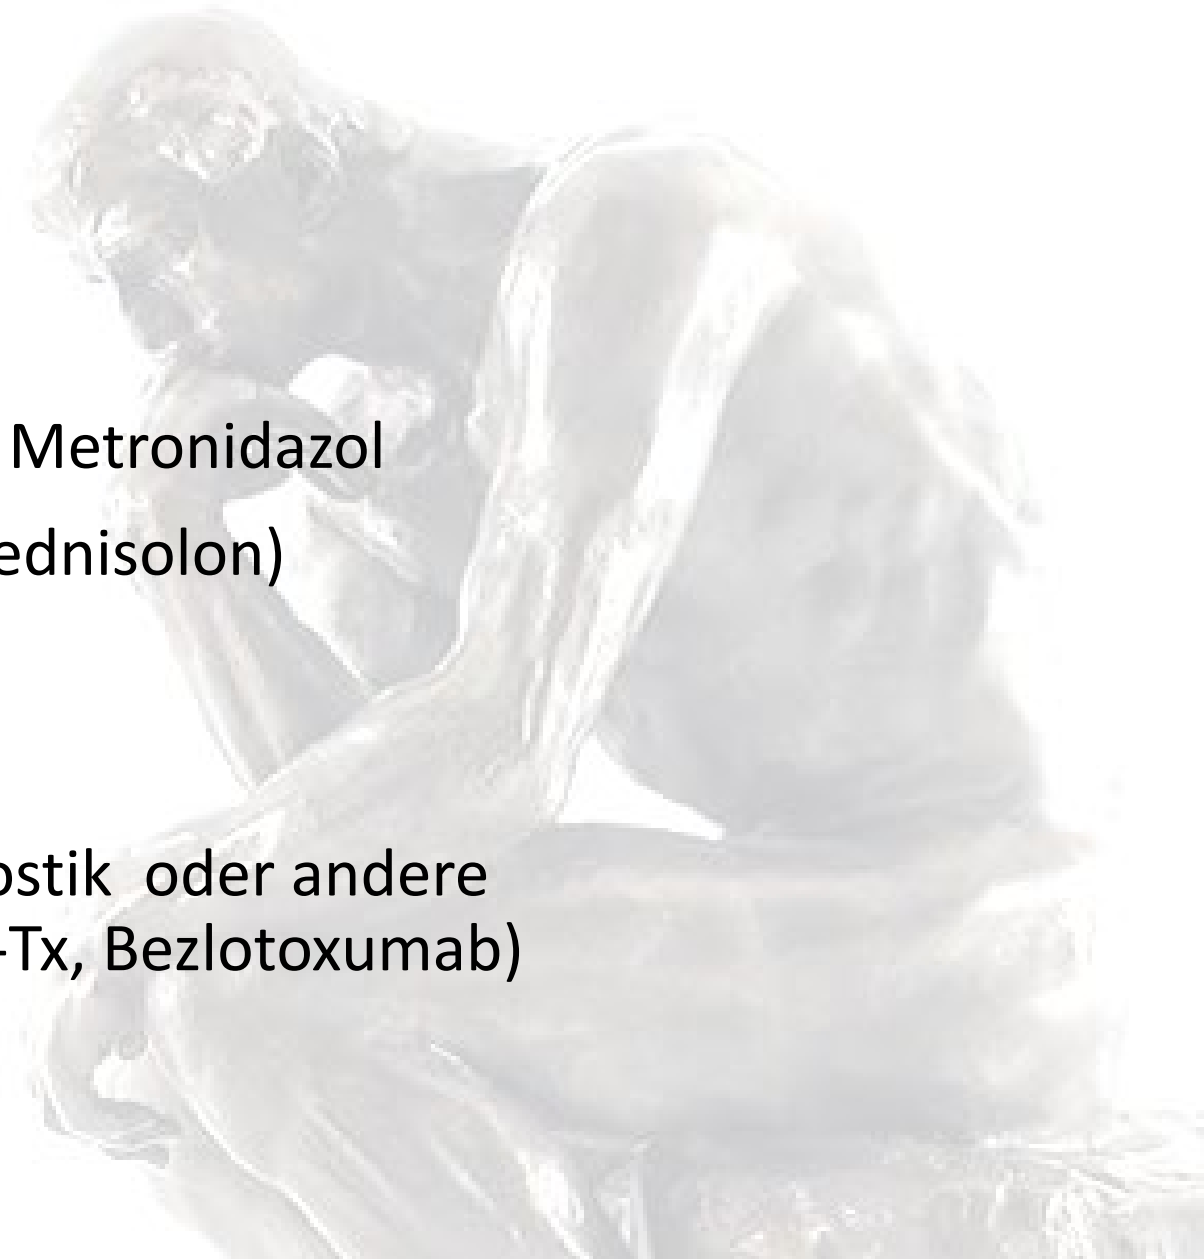 Metronidazol
ednisolon)
ostik  oder andere
-Tx, Bezlotoxumab)